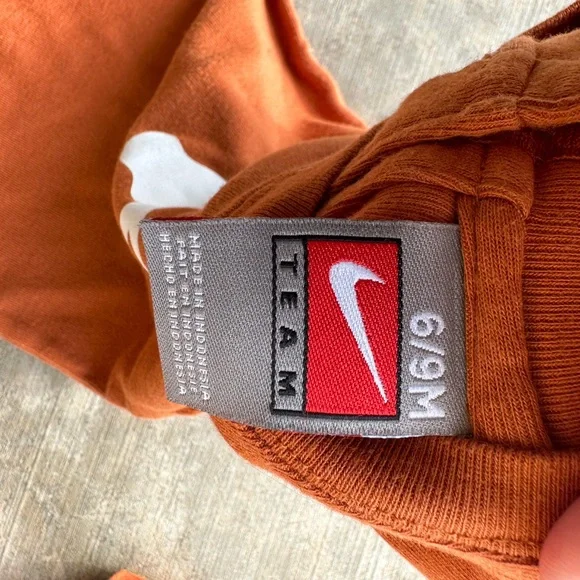 TEAM
6/9M
MADE IN INDONESIA
FAIT EN INDONESIE
HECHO EN INDONESIA